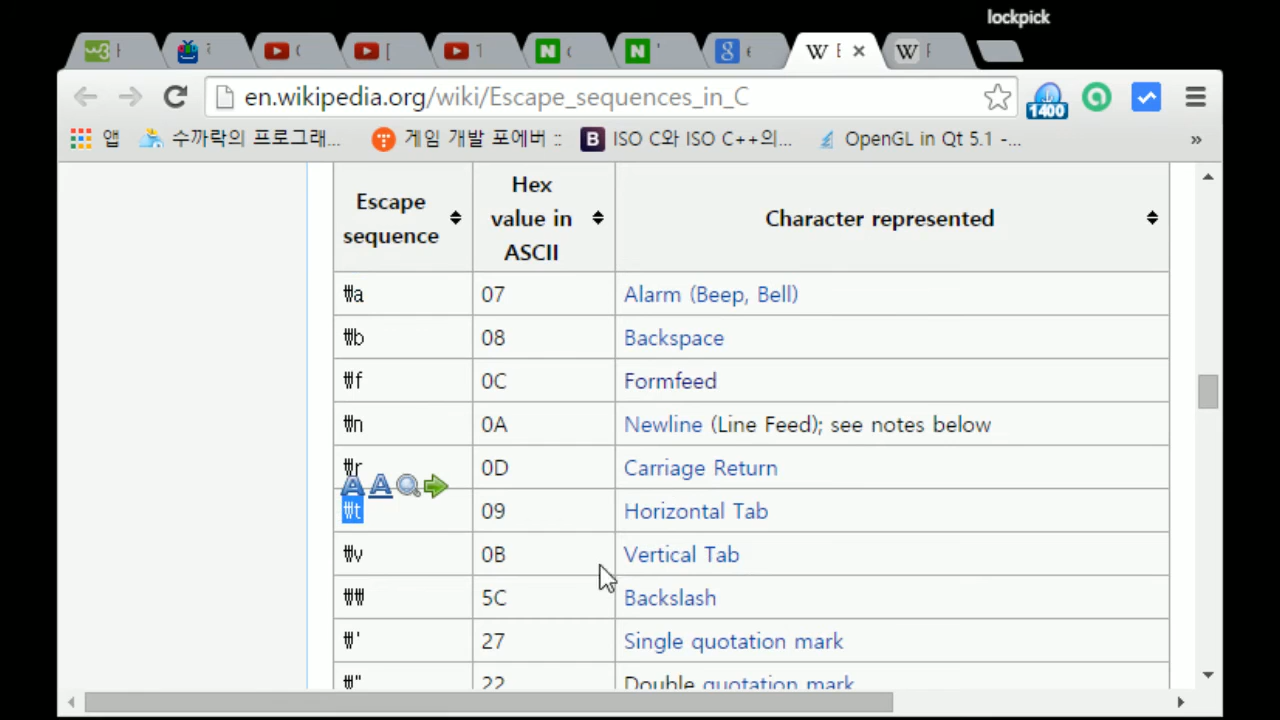 lockpick
W3 F
[
1
N
N '
8
W E
W F
en.wikipedia.org/wiki/Escape_sequences_in_C
1400
앱 수까락의 프로그래... 게임 개발 포에버 :: B ISO C와 ISO C++의... OpenGL in Qt 5.1 -... »
Escape sequence
Hex value in ASCII
Character represented
₩a 07 Alarm (Beep, Bell)
₩b 08 Backspace
₩f 0C Formfeed
₩n 0A Newline (Line Feed); see notes below
₩r 0D Carriage Return
₩t 09 Horizontal Tab
₩v 0B Vertical Tab
₩₩ 5C Backslash
₩' 27 Single quotation mark
₩" 22 Double quotation mark